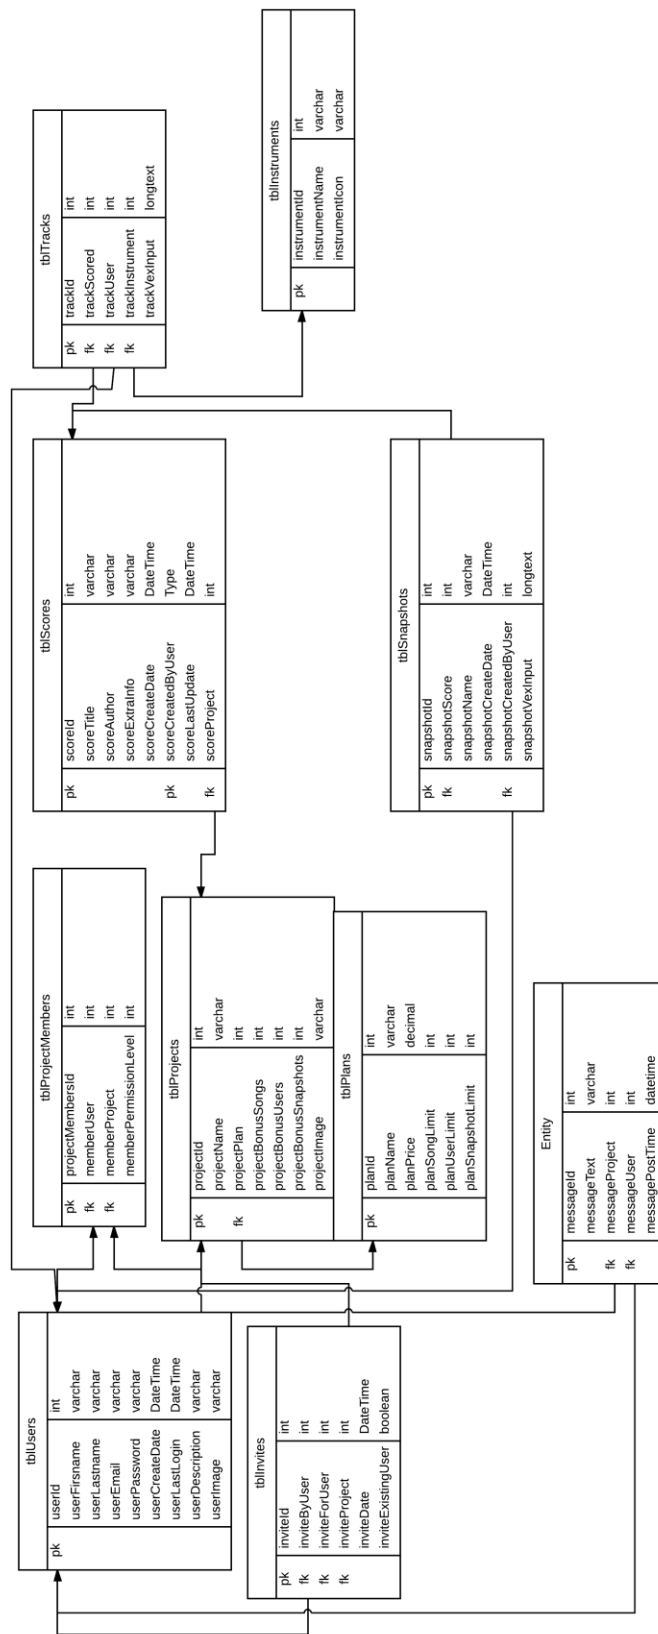 tblUsers
pk userId int
userFirsname varchar
userLastname varchar
userEmail varchar
userPassword varchar
userCreateDate DateTime
userLastLogin DateTime
userDescription varchar
userImage varchar
tblProjectMembers
pk projectMembersId int
fk memberUser int
fk memberProject int
memberPermissionLevel int
tblScores
pk scoreId int
scoreTitle varchar
scoreAuthor varchar
scoreExtraInfo varchar
scoreCreateDate DateTime
pk scoreCreatedByUser Type
scoreLastUpdate DateTime
fk scoreProject int
tblTracks
pk trackId int
fk trackScored int
fk trackUser int
fk trackInstrument int
trackVexInput longtext
tblProjects
pk projectId int
projectName varchar
fk projectPlan int
projectBonusSongs int
projectBonusUsers int
projectBonusSnapshots int
projectImage varchar
tblInstruments
pk instrumentId int
instrumentName varchar
instrumentIcon varchar
tblInvites
pk inviteId int
fk inviteByUser int
fk inviteForUser int
fk inviteProject int
inviteDate DateTime
inviteExistingUser boolean
tblPlans
pk planId int
planName varchar
planPrice decimal
planSongLimit int
planUserLimit int
planSnapshotLimit int
tblSnapshots
pk snapshotId int
fk snapshotScore int
snapshotName varchar
snapshotCreateDate DateTime
fk snapshotCreatedByUser int
snapshotVexInput longtext
Entity
pk messageId int
messageText varchar
fk messageProject int
fk messageUser int
messagePostTime datetime